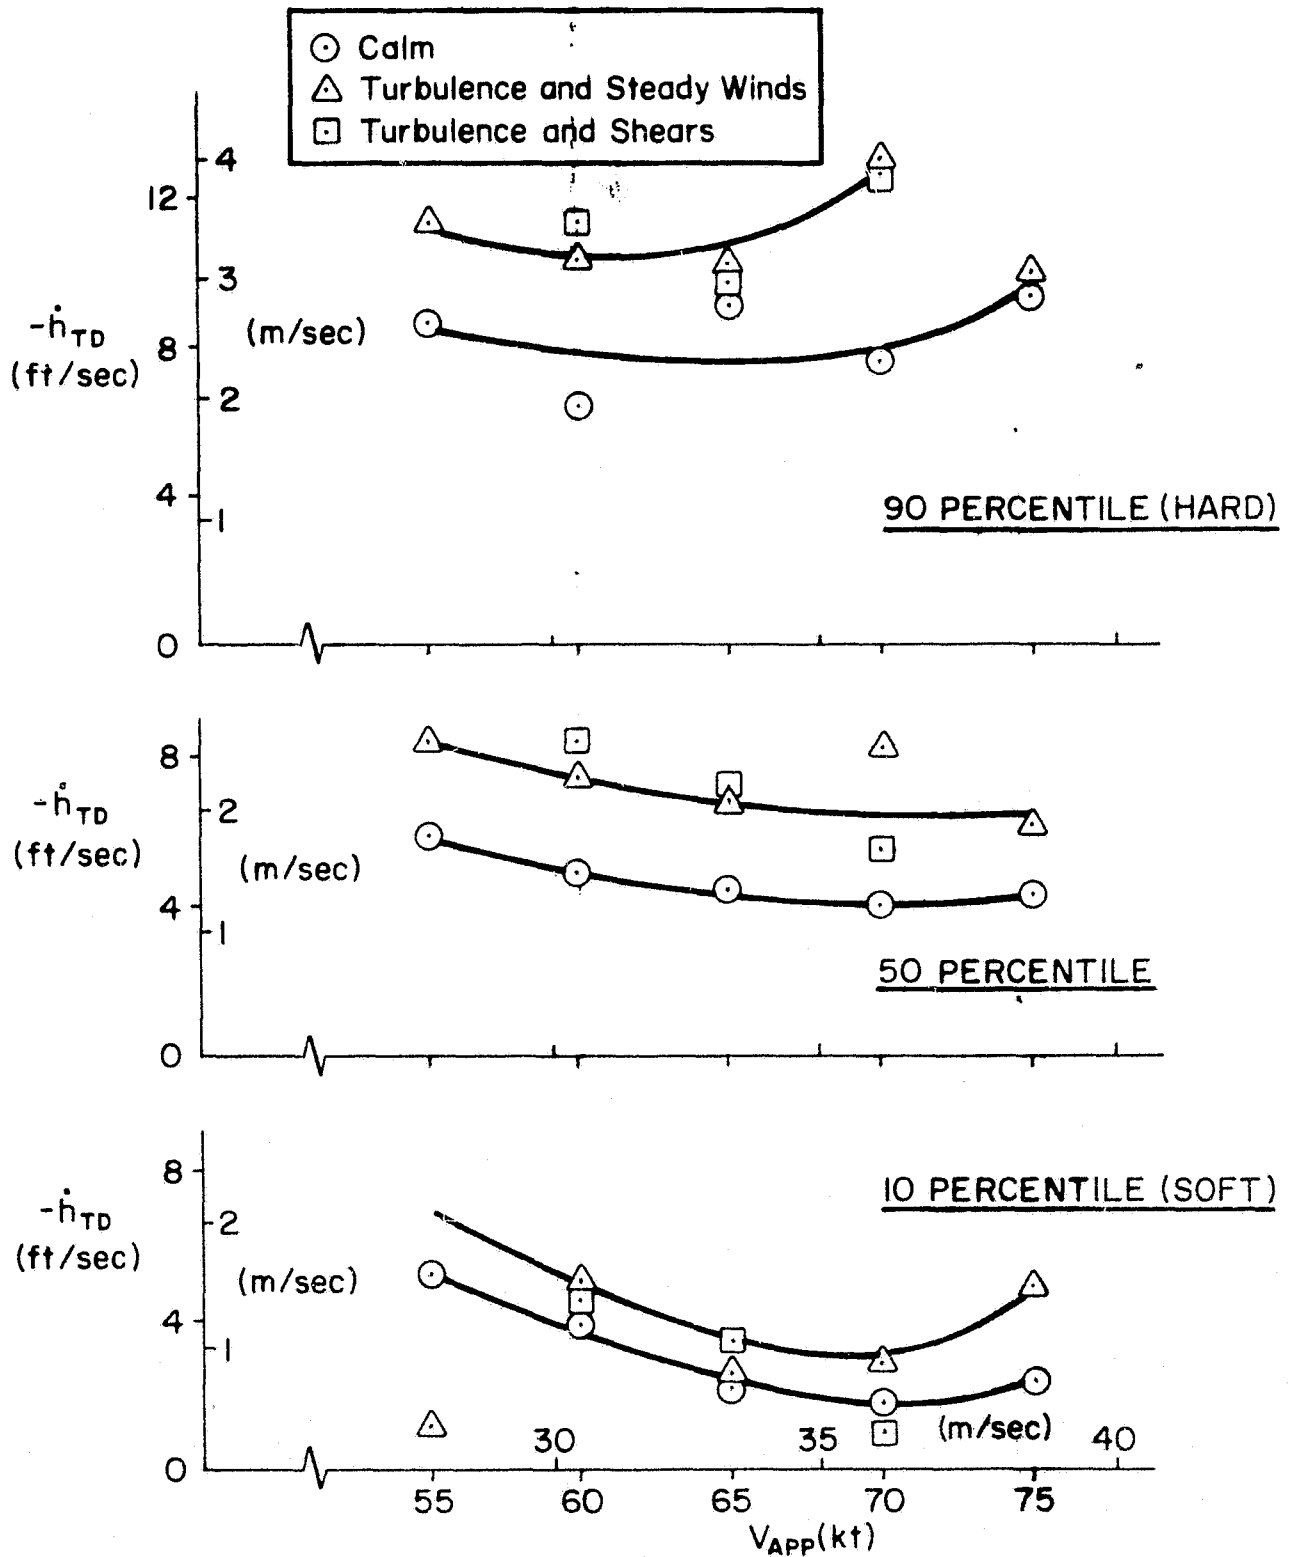 Calm
Turbulence and Steady Winds
Turbulence and Shears
4
12
3
-ḣTD
(m/sec)
8
(ft/sec)
2
4
1
90 PERCENTILE (HARD)
0
8
-ḣTD
2
(ft/sec)
(m/sec)
4
1
50 PERCENTILE
0
8
10 PERCENTILE (SOFT)
-ḣTD
2
(ft/sec)
(m/sec)
4
1
30 35 (m/sec) 40
0
55 60 65 70 75
VAPP(kt)